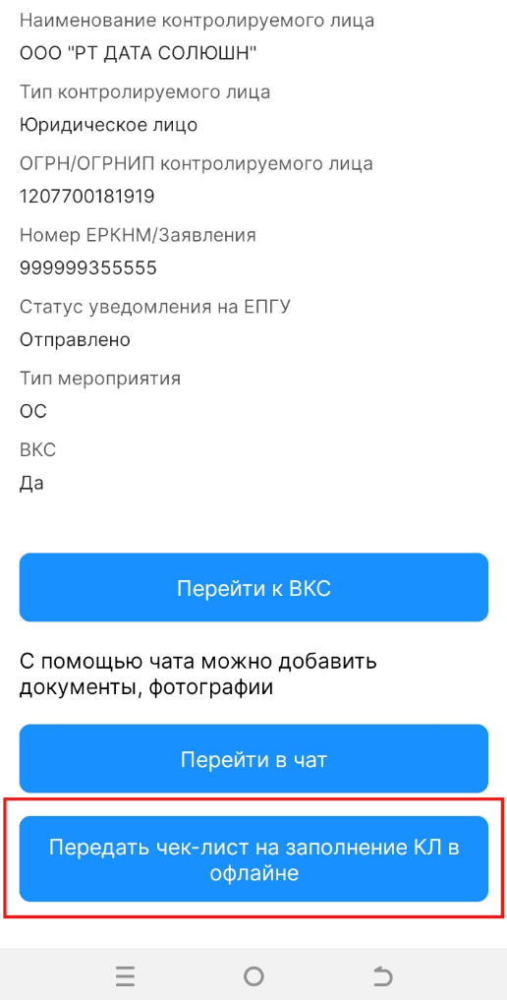 Наименование контролируемого лица
ООО "РТ ДАТА СОЛЮШН"
Тип контролируемого лица
Юридическое лицо
ОГРН/ОГРНИП контролируемого лица
1207700181919
Номер ЕРКНМ/Заявления
999999355555
Статус уведомления на ЕПГУ
Отправлено
Тип мероприятия
ОС
ВКС
Да
Перейти к ВКС
С помощью чата можно добавить
документы, фотографии
Перейти в чат
Передать чек-лист на заполнение КЛ в
офлайне